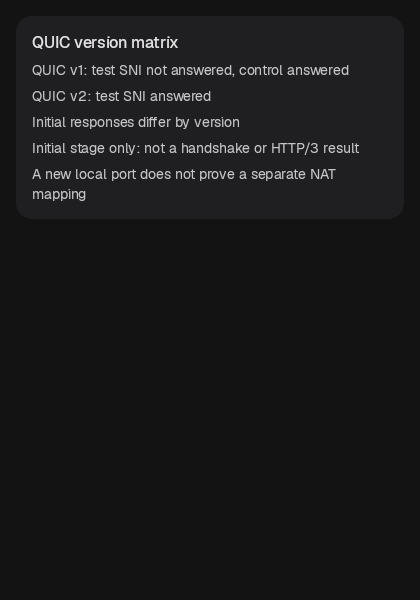 QUIC version matrix
QUIC v1: test SNI not answered, control answered
QUIC v2: test SNI answered
Initial responses differ by version
Initial stage only: not a handshake or HTTP/3 result
A new local port does not prove a separate NAT
mapping